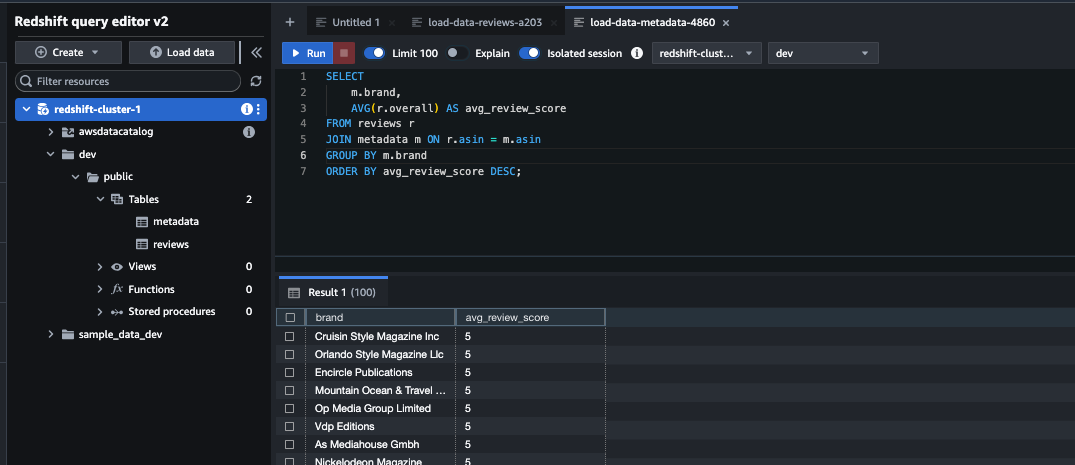 Redshift query editor v2
Create
Load data
Filter resources
redshift-cluster-1
awsdatacatalog
dev
public
Tables 2
metadata
reviews
Views 0
fx Functions 0
Stored procedures 0
sample_data_dev
+ Untitled 1 × load-data-reviews-a203 × load-data-metadata-4860 ×
Run Limit 100 Explain Isolated session redshift-clust... dev
1 SELECT
2 m.brand,
3 AVG(r.overall) AS avg_review_score
4 FROM reviews r
5 JOIN metadata m ON r.asin = m.asin
6 GROUP BY m.brand
7 ORDER BY avg_review_score DESC;
Result 1 (100)
brand avg_review_score
Cruisin Style Magazine Inc 5
Orlando Style Magazine Llc 5
Encircle Publications 5
Mountain Ocean & Travel ... 5
Op Media Group Limited 5
Vdp Editions 5
As Mediahouse Gmbh 5
Nickelodeon Magazine 5